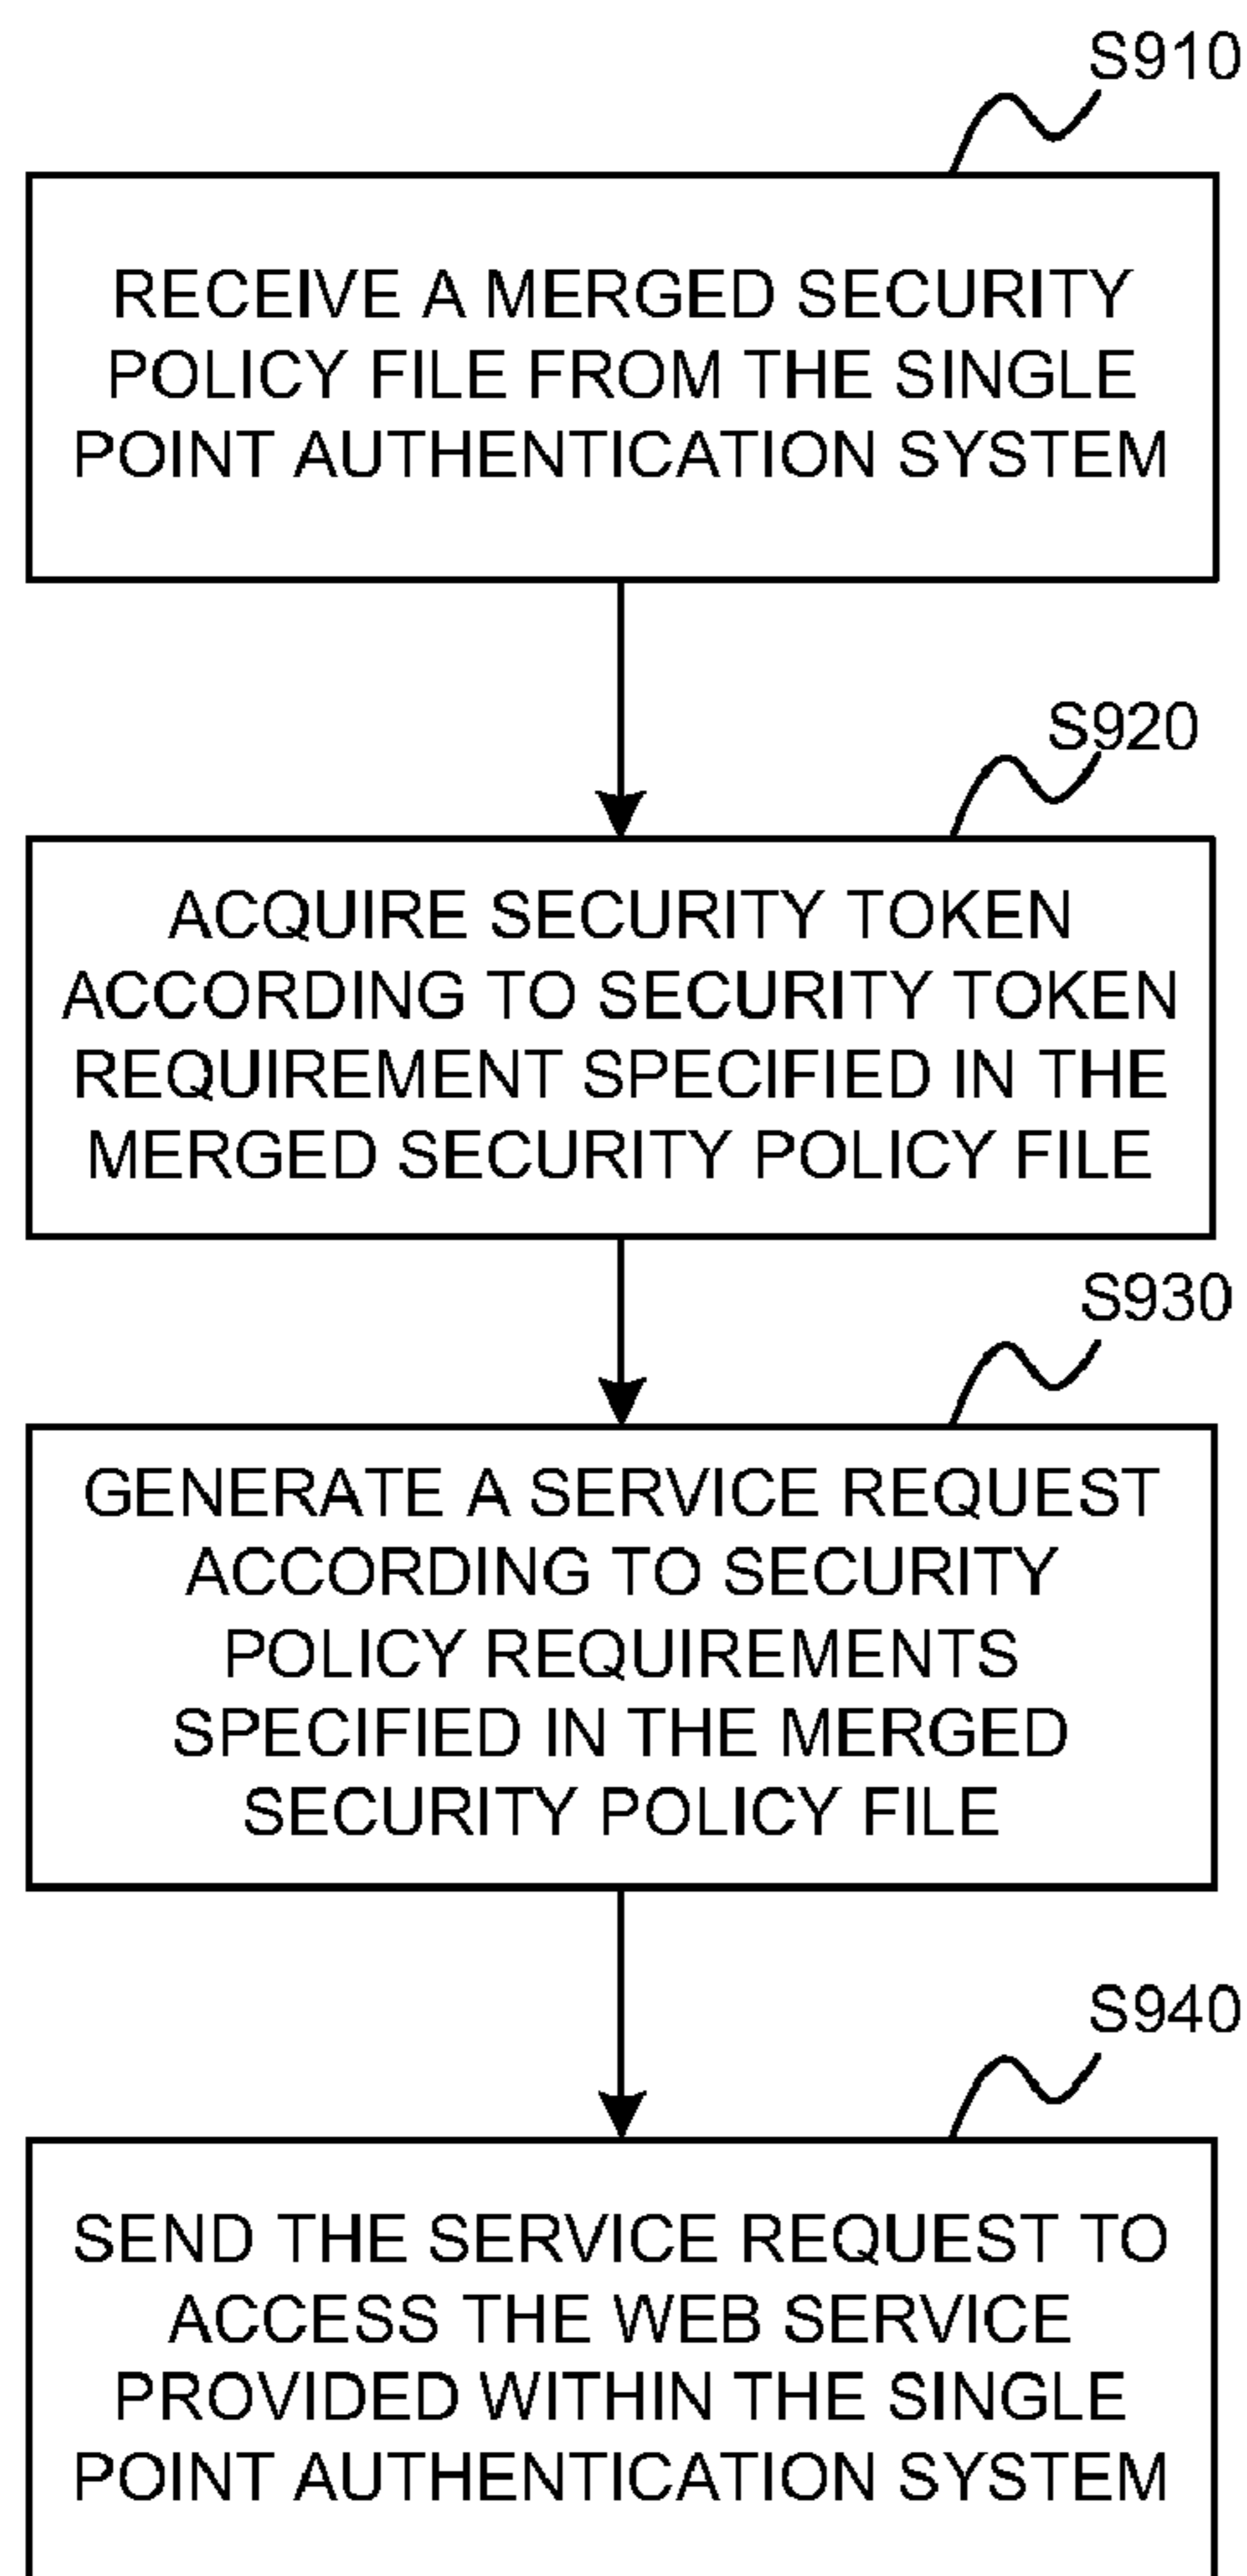 S910
RECEIVE A MERGED SECURITY
POLICY FILE FROM THE SINGLE
POINT AUTHENTICATION SYSTEM
S920
ACQUIRE SECURITY TOKEN
ACCORDING TO SECURITY TOKEN
REQUIREMENT SPECIFIED IN THE
MERGED SECURITY POLICY FILE
S930
GENERATE A SERVICE REQUEST
ACCORDING TO SECURITY
POLICY REQUIREMENTS
SPECIFIED IN THE MERGED
SECURITY POLICY FILE
S940
SEND THE SERVICE REQUEST TO
ACCESS THE WEB SERVICE
PROVIDED WITHIN THE SINGLE
POINT AUTHENTICATION SYSTEM